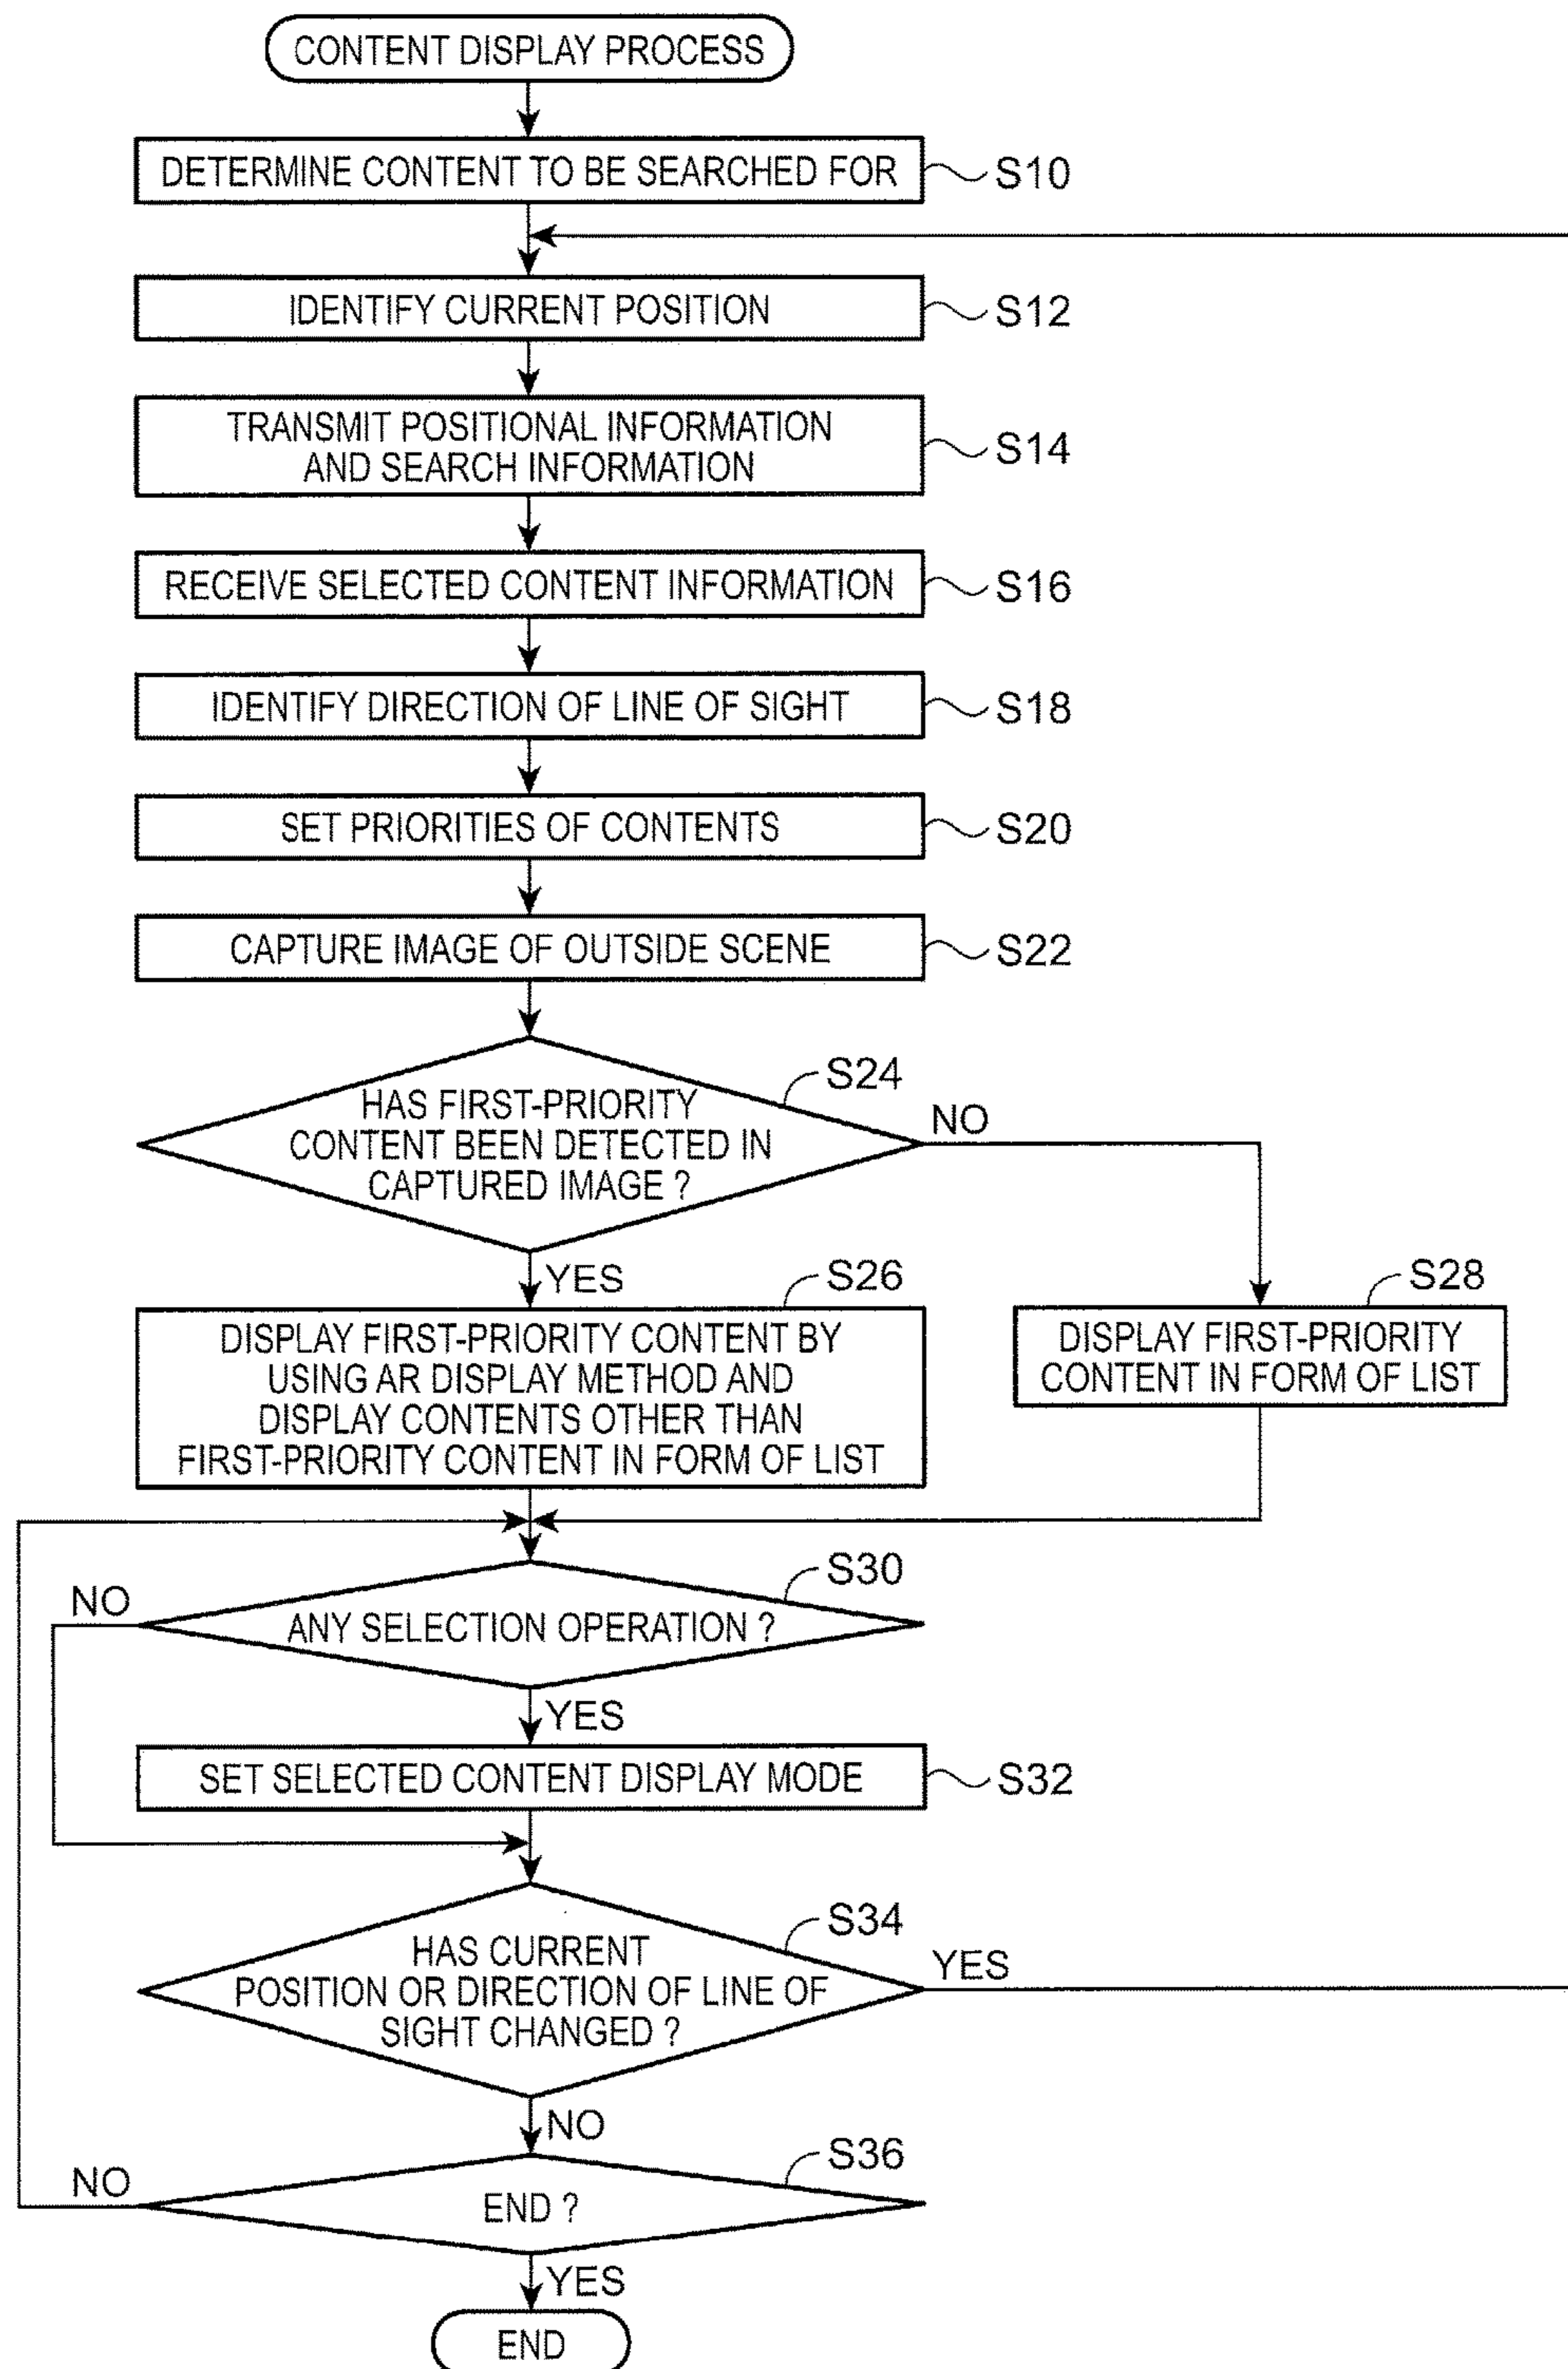 CONTENT DISPLAY PROCESS
DETERMINE CONTENT TO BE SEARCHED FOR
S10
IDENTIFY CURRENT POSITION
S12
TRANSMIT POSITIONAL INFORMATION
AND SEARCH INFORMATION
S14
RECEIVE SELECTED CONTENT INFORMATION
S16
IDENTIFY DIRECTION OF LINE OF SIGHT
S18
SET PRIORITIES OF CONTENTS
S20
CAPTURE IMAGE OF OUTSIDE SCENE
S22
S24
HAS FIRST-PRIORITY
CONTENT BEEN DETECTED IN
CAPTURED IMAGE ?
NO
YES
S26
DISPLAY FIRST-PRIORITY CONTENT BY
USING AR DISPLAY METHOD AND
DISPLAY CONTENTS OTHER THAN
FIRST-PRIORITY CONTENT IN FORM OF LIST
S28
DISPLAY FIRST-PRIORITY
CONTENT IN FORM OF LIST
S30
NO
ANY SELECTION OPERATION ?
YES
SET SELECTED CONTENT DISPLAY MODE
S32
S34
HAS CURRENT
POSITION OR DIRECTION OF LINE OF
SIGHT CHANGED ?
YES
NO
S36
NO
END ?
YES
END